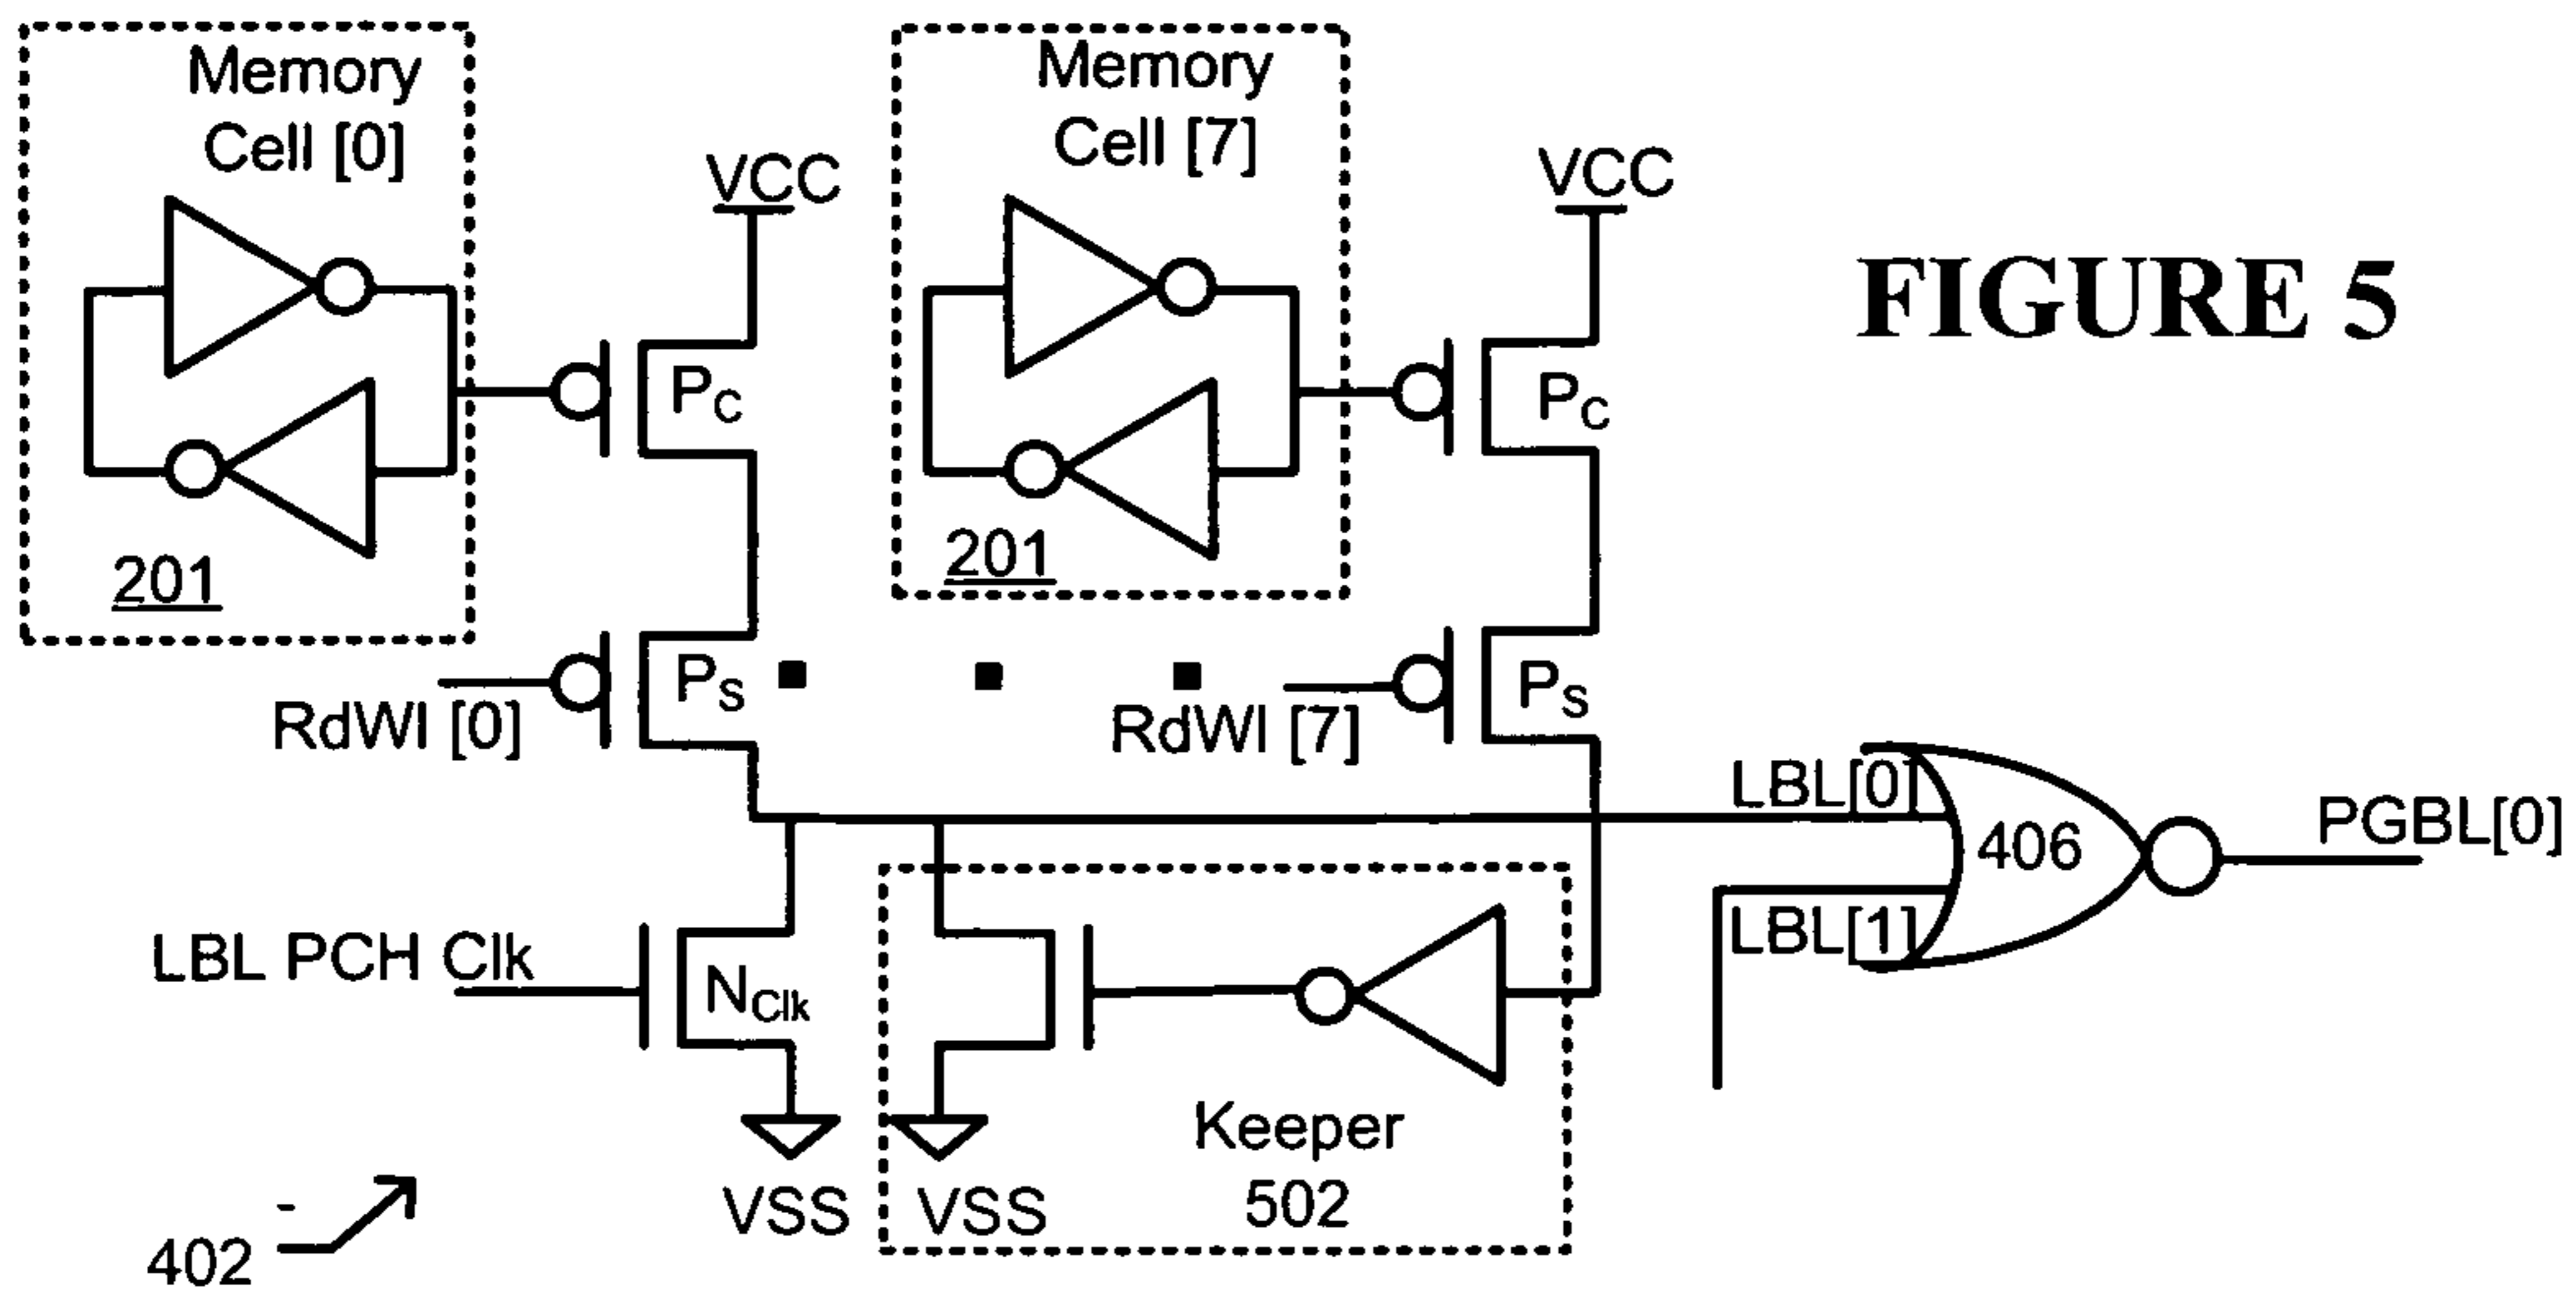 Memory
Cell [0]
VCC
201
PC
PS
RdWl [0]
Memory
Cell [7]
VCC
201
PC
PS
RdWl [7]
FIGURE 5
LBL[0]
406
LBL[1]
PGBL[0]
LBL PCH Clk
NClk
VSS
VSS
Keeper
502
402